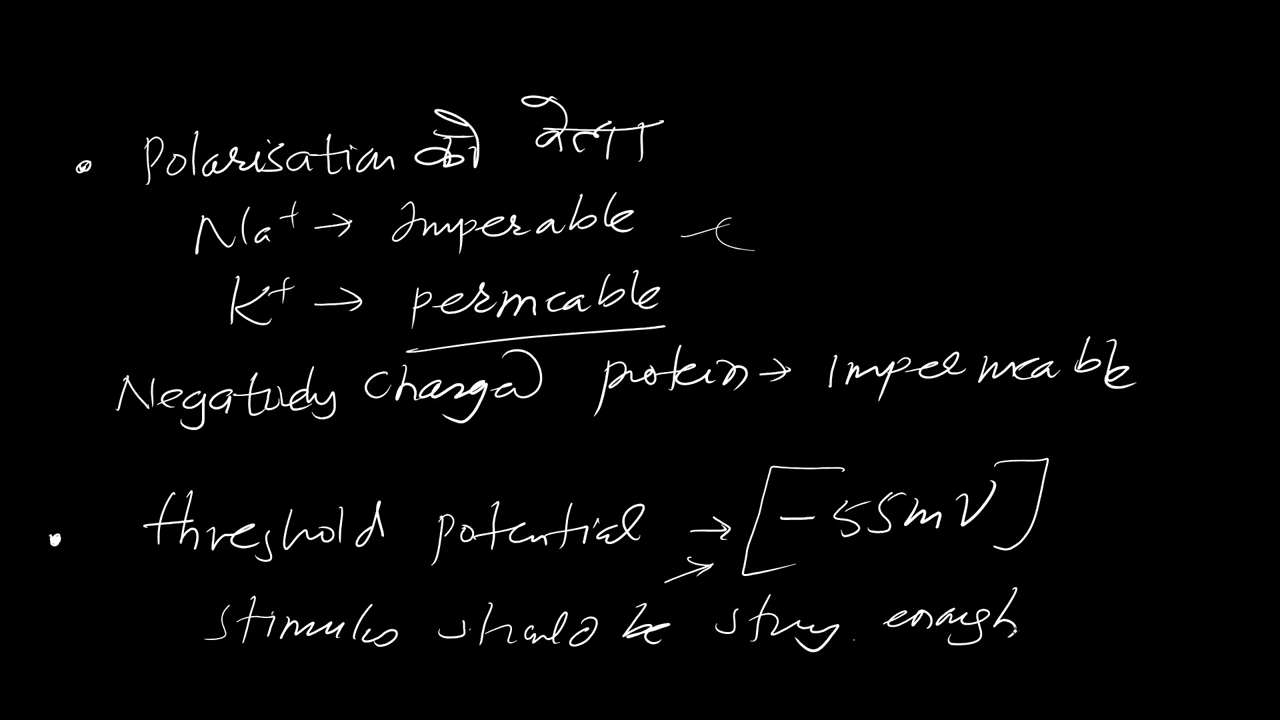 • Polarisation को बेला
Na+ → Imperable
K+ → permeable
Negatively Charged protein → Impermeable
• threshold potential → [-55mV]
stimulus should be strong enough